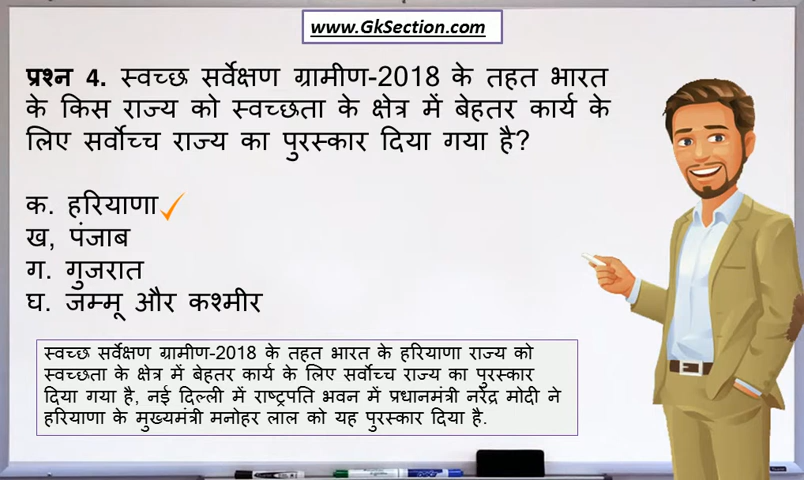 www.GkSection.com
प्रश्न 4. स्वच्छ सर्वेक्षण ग्रामीण-2018 के तहत भारत
के किस राज्य को स्वच्छता के क्षेत्र में बेहतर कार्य के
लिए सर्वोच्च राज्य का पुरस्कार दिया गया है?
क. हरियाणा
ख, पंजाब
ग. गुजरात
घ. जम्मू और कश्मीर
स्वच्छ सर्वेक्षण ग्रामीण-2018 के तहत भारत के हरियाणा राज्य को
स्वच्छता के क्षेत्र में बेहतर कार्य के लिए सर्वोच्च राज्य का पुरस्कार
दिया गया है, नई दिल्ली में राष्ट्रपति भवन में प्रधानमंत्री नरेंद्र मोदी ने
हरियाणा के मुख्यमंत्री मनोहर लाल को यह पुरस्कार दिया है.